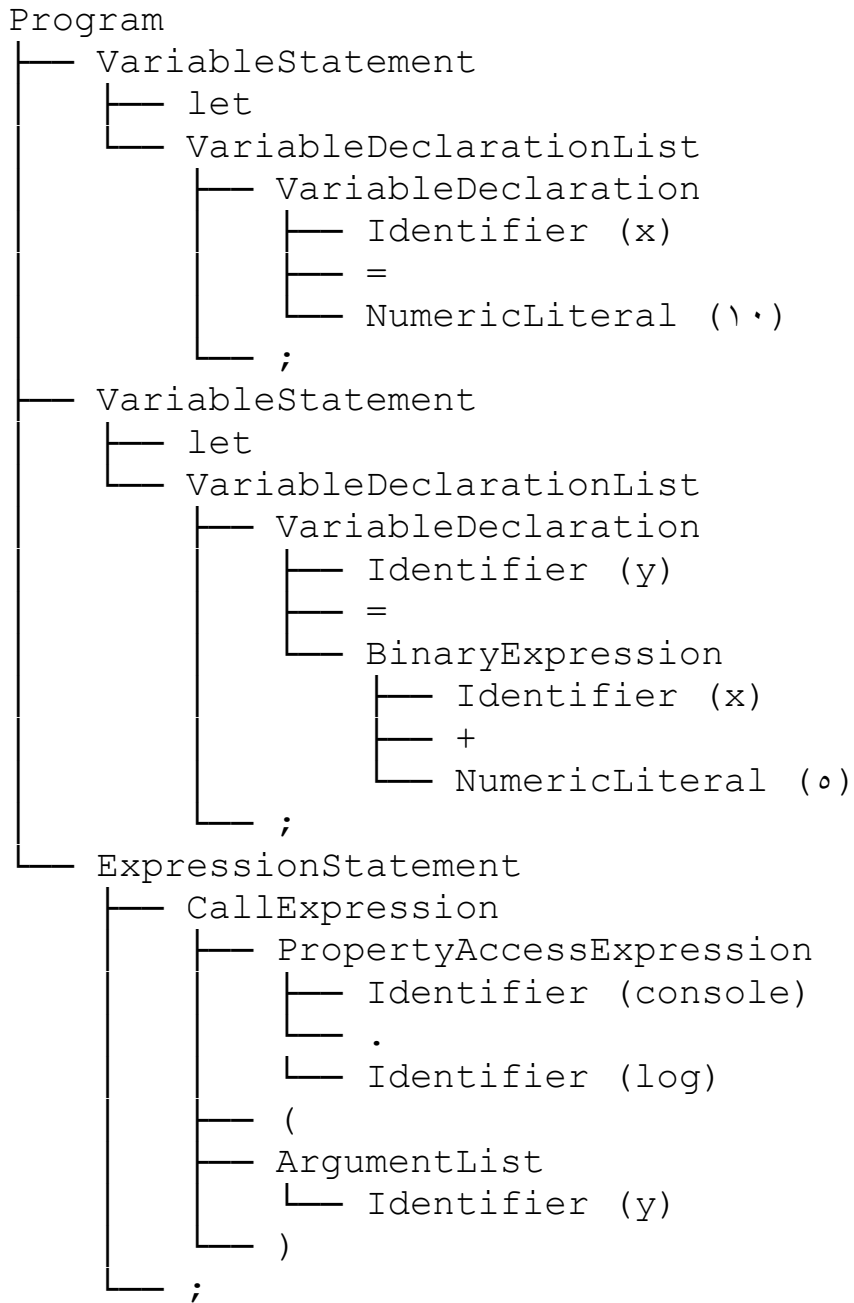 Program
├── VariableStatement
│   ├── let
│   └── VariableDeclarationList
│       ├── VariableDeclaration
│       │   ├── Identifier (x)
│       │   ├── =
│       │   └── NumericLiteral (١٠)
│       └── ;
├── VariableStatement
│   ├── let
│   └── VariableDeclarationList
│       ├── VariableDeclaration
│       │   ├── Identifier (y)
│       │   ├── =
│       │   └── BinaryExpression
│       │       ├── Identifier (x)
│       │       ├── +
│       │       └── NumericLiteral (٥)
│       └── ;
└── ExpressionStatement
    ├── CallExpression
    │   ├── PropertyAccessExpression
    │   │   ├── Identifier (console)
    │   │   └── .
    │   │   └── Identifier (log)
    │   ├── (
    │   ├── ArgumentList
    │   │   └── Identifier (y)
    │   └── )
    └── ;